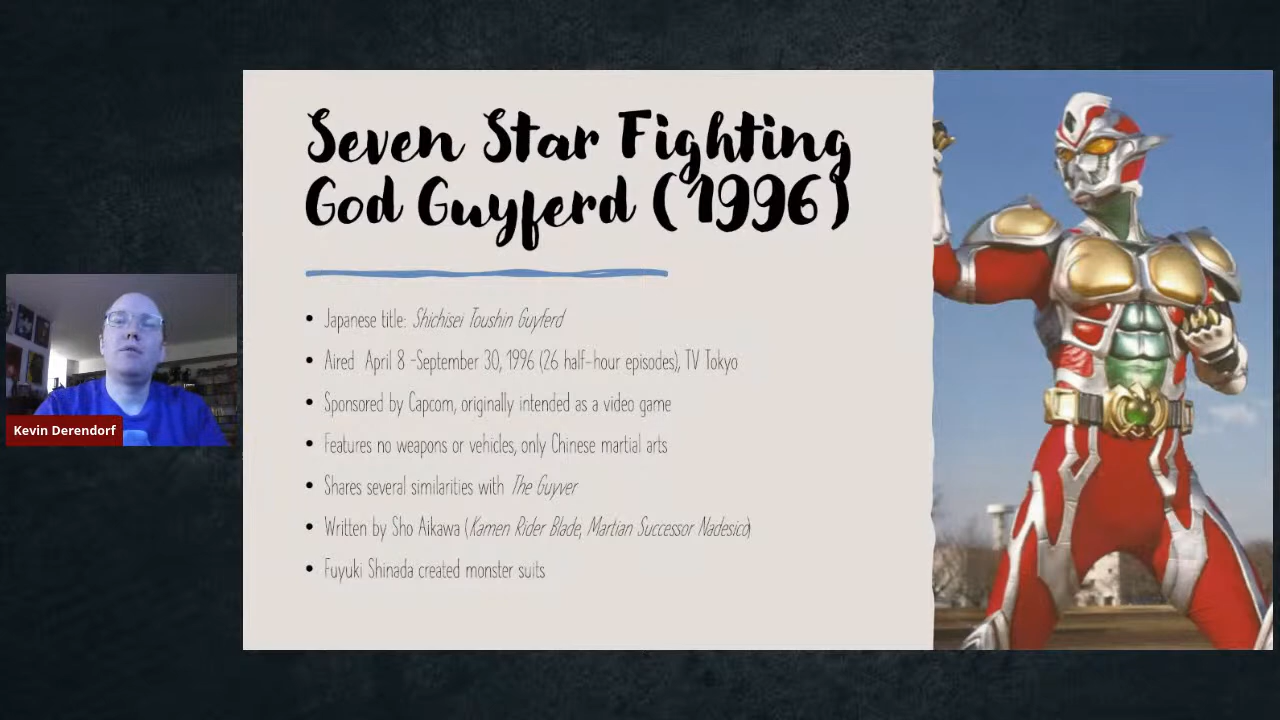 Seven Star Fighting
God Guyferd (1996)
• Japanese title: Shichisei Toushin Guyferd
• Aired April 8 -September 30, 1996 (26 half-hour episodes), TV Tokyo
• Sponsored by Capcom, originally intended as a video game
• Features no weapons or vehicles, only Chinese martial arts
• Shares several similarities with The Guyver
• Written by Sho Aikawa (Kamen Rider Blade, Martian Successor Nadesico)
• Fuyuki Shinada created monster suits
Kevin Derendorf